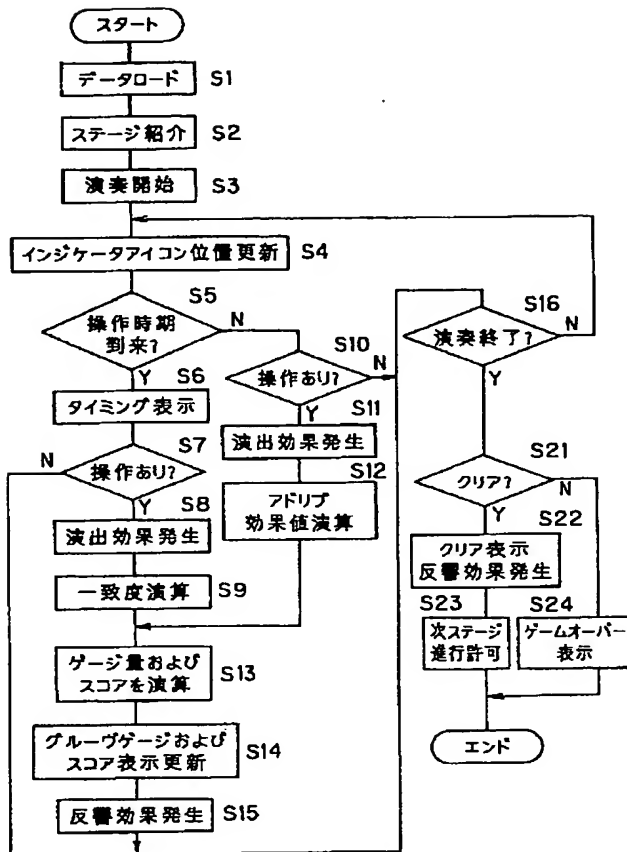 スタート
データロード S1
ステージ紹介 S2
演奏開始 S3
インジケータアイコン位置更新 S4
S5
操作時期
到来?
N
Y
S6
タイミング表示
S7
操作あり?
N
Y
S8
演出効果発生
一致度演算 S9
S10
操作あり?
N
Y
S11
演出効果発生
S12
アドリブ
効果値演算
ゲージ量および
スコアを演算
S13
グルーヴゲージおよび
スコア表示更新
S14
反響効果発生 S15
S16
演奏終了?
N
Y
S21
クリア?
N
Y
S22
クリア表示
反響効果発生
S23
次ステージ
進行許可
S24
ゲームオーバー
表示
エンド